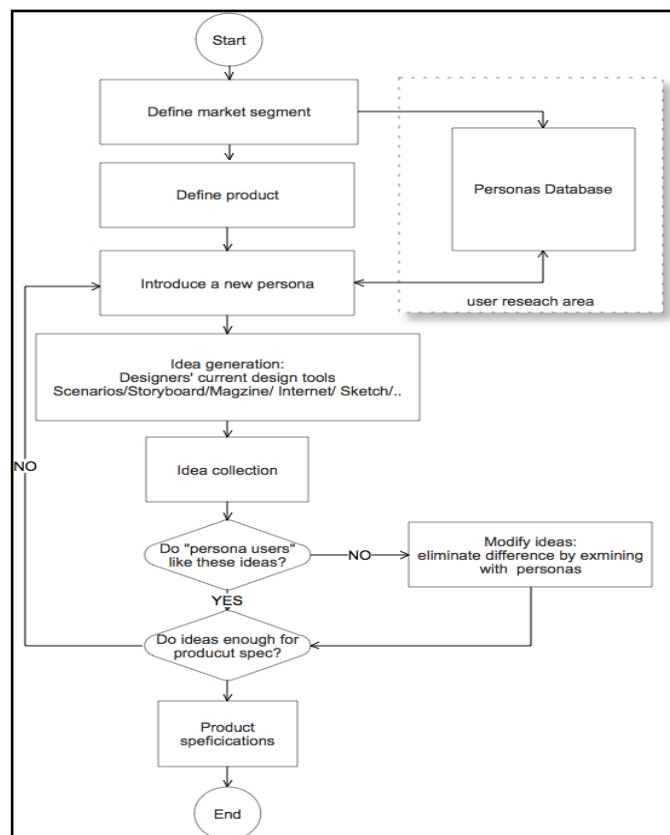 Start
Define market segment
Personas Database
Define product
Introduce a new persona
user reseach area
Idea generation:
Designers' current design tools
Scenarios/Storyboard/Magzine/ Internet/ Sketch/..
NO
Idea collection
Do "persona users"
like these ideas?
NO
Modify ideas:
eliminate difference by exmining
with personas
YES
Do ideas enough for
producut spec?
Product
speficications
End